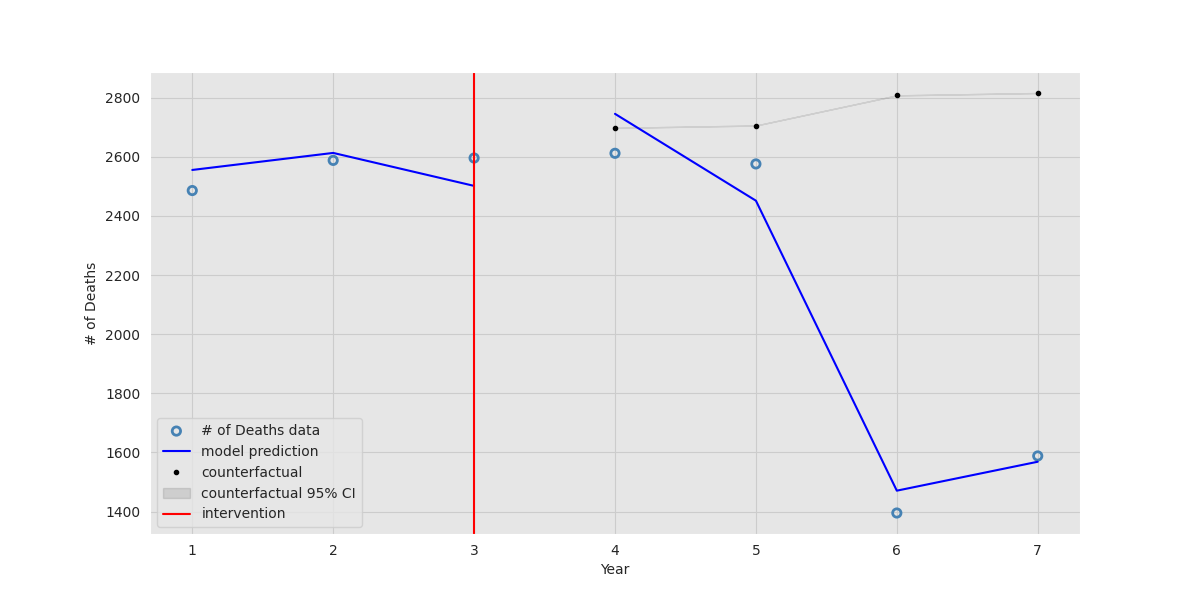 2800
2600
2400
2200
2000
1800
1600
1400
# of Deaths
# of Deaths data
model prediction
counterfactual
counterfactual 95% CI
intervention
1 2 3 4 5 6 7
Year